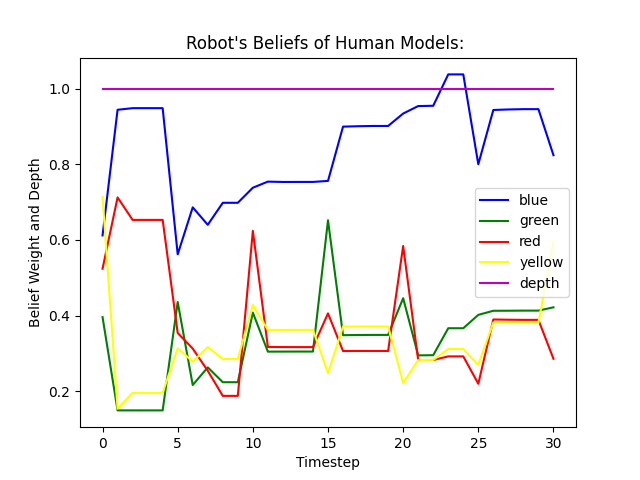 Robot's Beliefs of Human Models:
Belief Weight and Depth
1.0
0.8
0.6
0.4
0.2
blue
green
red
yellow
depth
0 5 10 15 20 25 30
Timestep